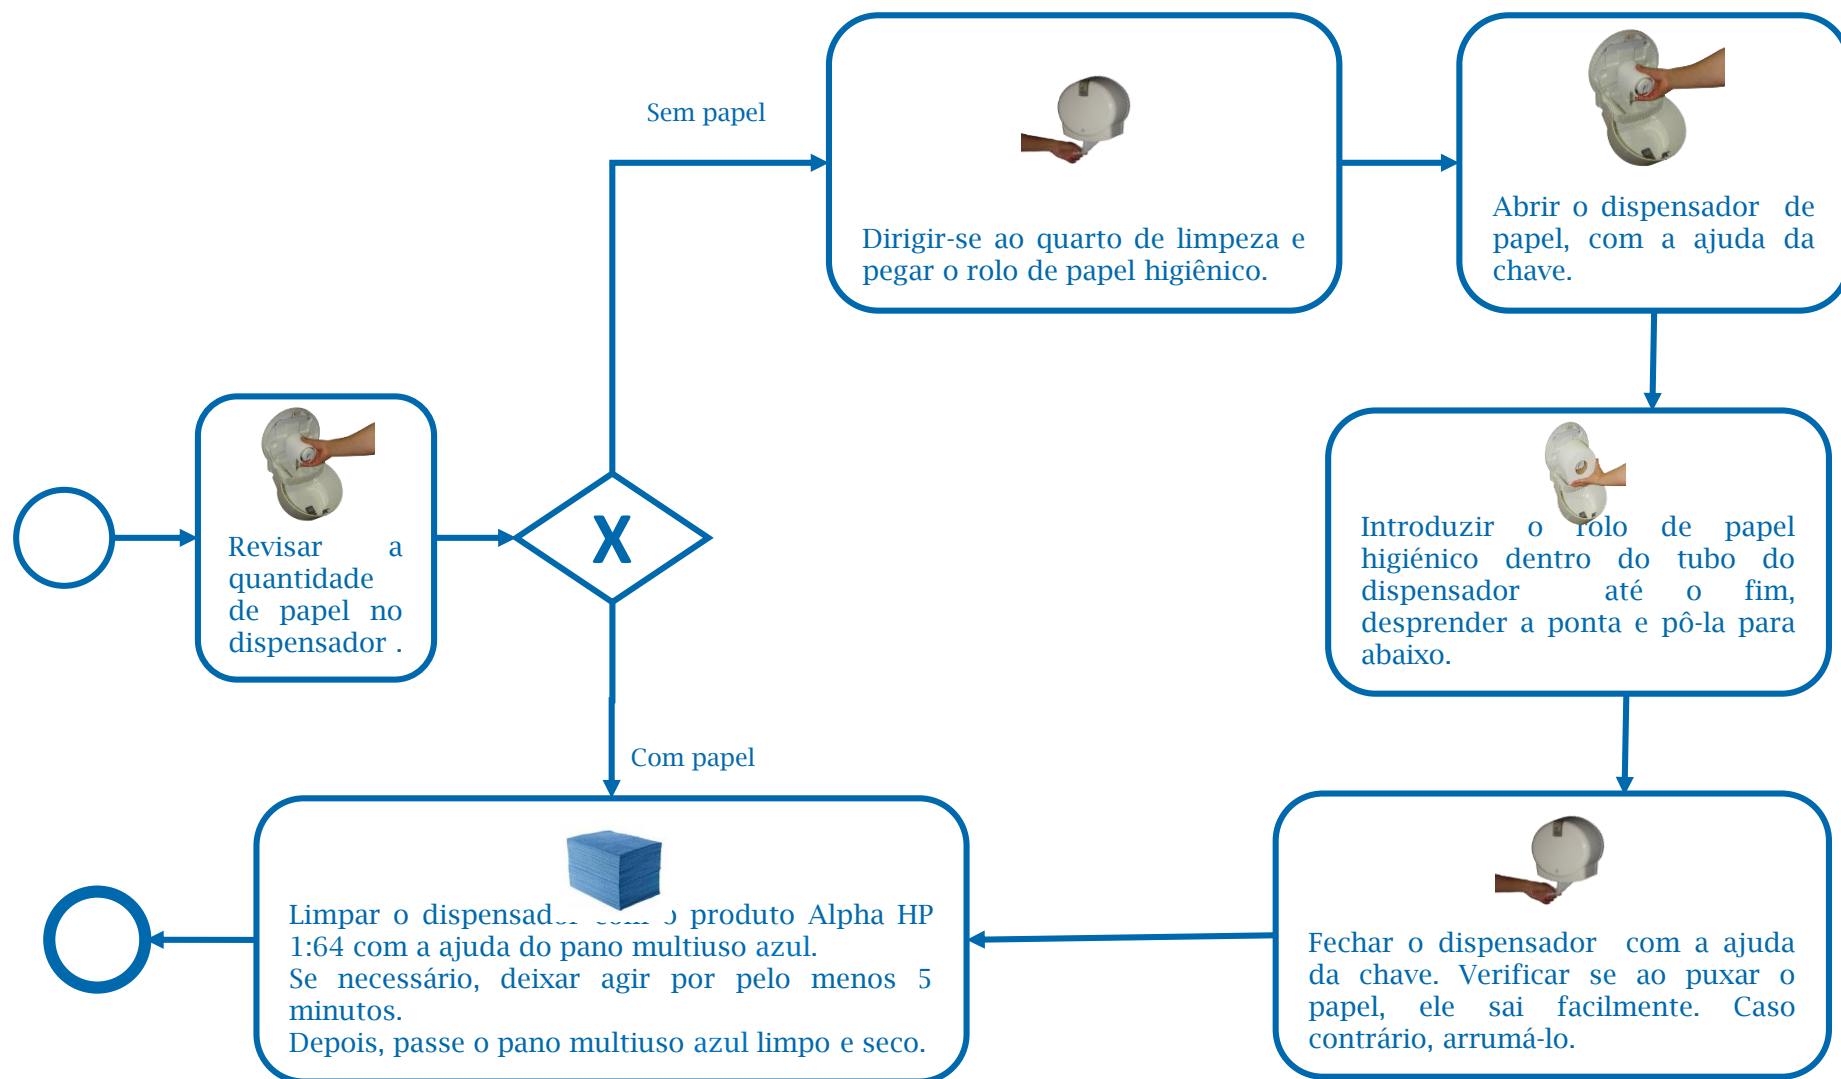 Sem papel
Dirigir-se ao quarto de limpeza e
pegar o rolo de papel higiênico.
Abrir o dispensador de
papel, com a ajuda da
chave.
Revisar a
quantidade
de papel no
dispensador .
X
Introduzir o rolo de papel
higiénico dentro do tubo do
dispensador até o fim,
desprender a ponta e pô-la para
abaixo.
Com papel
Limpar o dispensador com o produto Alpha HP
1:64 com a ajuda do pano multiuso azul.
Se necessário, deixar agir por pelo menos 5
minutos.
Depois, passe o pano multiuso azul limpo e seco.
Fechar o dispensador com a ajuda
da chave. Verificar se ao puxar o
papel, ele sai facilmente. Caso
contrário, arrumá-lo.